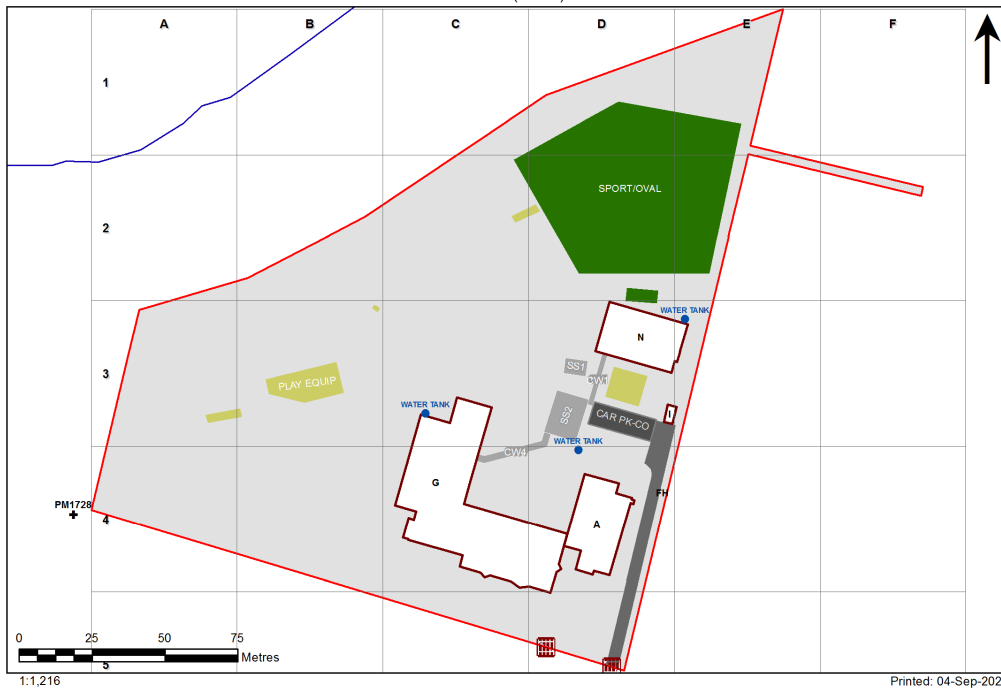 A B C D E F
1
SPORT/OVAL
2
WATER TANK
N
SS1
3
CW1
PLAY EQUIP
WATER TANK
SS2
CAR PK-CO
I
WATER TANK
CW4
G
FH
PM1728
4
A
0 25 50 75
Metres
5
1:1,216
Printed: 04-Sep-202